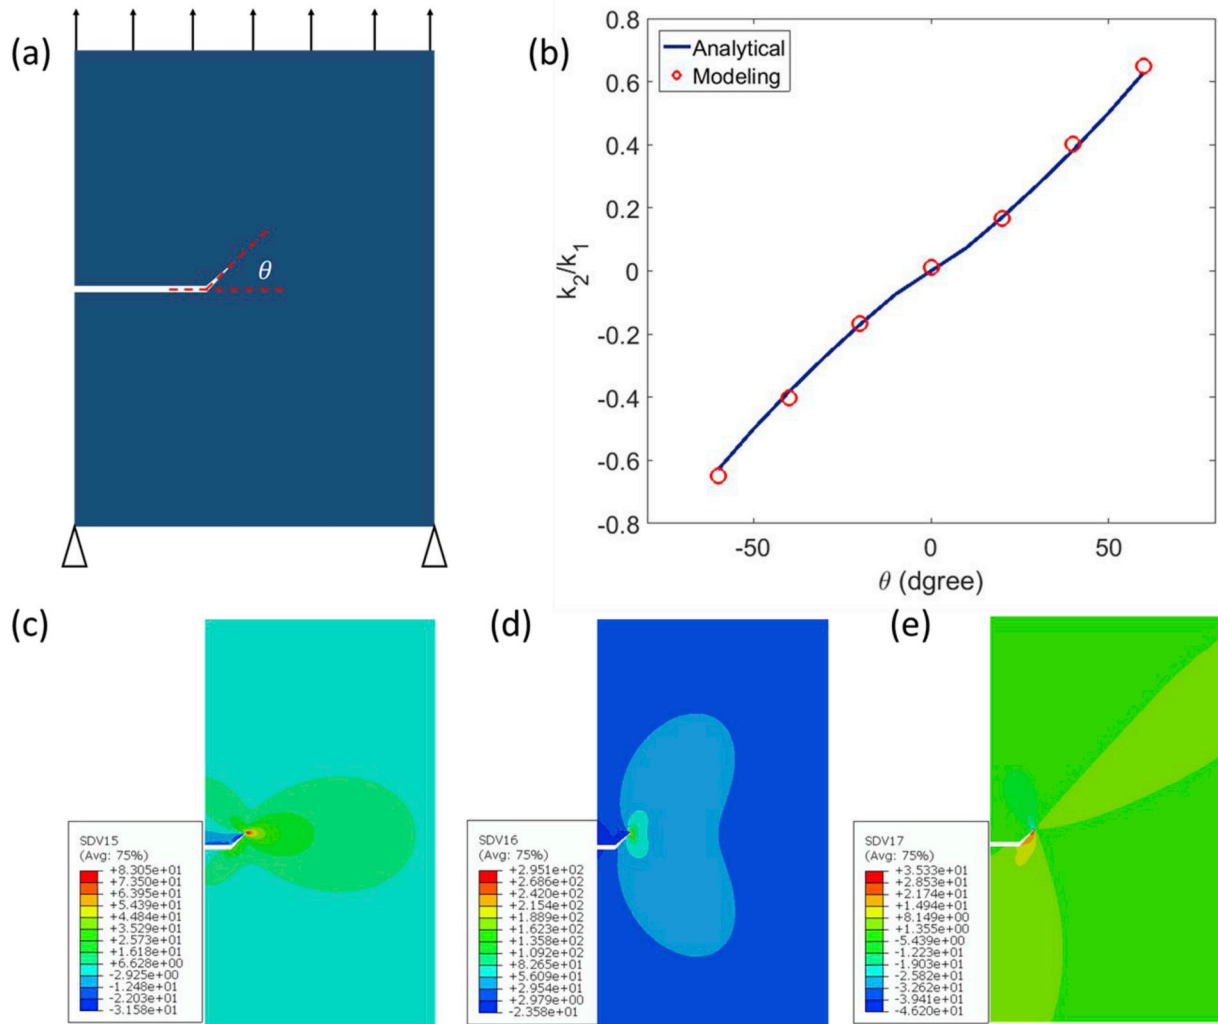 (a)
θ
(b)
Analytical
Modeling
0.8
0.6
0.4
0.2
0
-0.2
-0.4
-0.6
-0.8
k2/k1
-50 0 50
θ (dgree)
(c)
SDV15
(Avg: 75%)
+8.305e+01
+7.350e+01
+6.395e+01
+5.439e+01
+4.484e+01
+3.529e+01
+2.573e+01
+1.618e+01
+6.628e+00
-2.925e+00
-1.248e+01
-2.203e+01
-3.158e+01
(d)
SDV16
(Avg: 75%)
+2.951e+02
+2.686e+02
+2.420e+02
+2.154e+02
+1.889e+02
+1.623e+02
+1.358e+02
+1.092e+02
+8.265e+01
+5.609e+01
+2.954e+01
+2.979e+00
-2.358e+01
(e)
SDV17
(Avg: 75%)
+3.533e+01
+2.853e+01
+2.174e+01
+1.494e+01
+8.149e+00
+1.355e+00
-5.439e+00
-1.223e+01
-1.903e+01
-2.582e+01
-3.262e+01
-3.941e+01
-4.620e+01